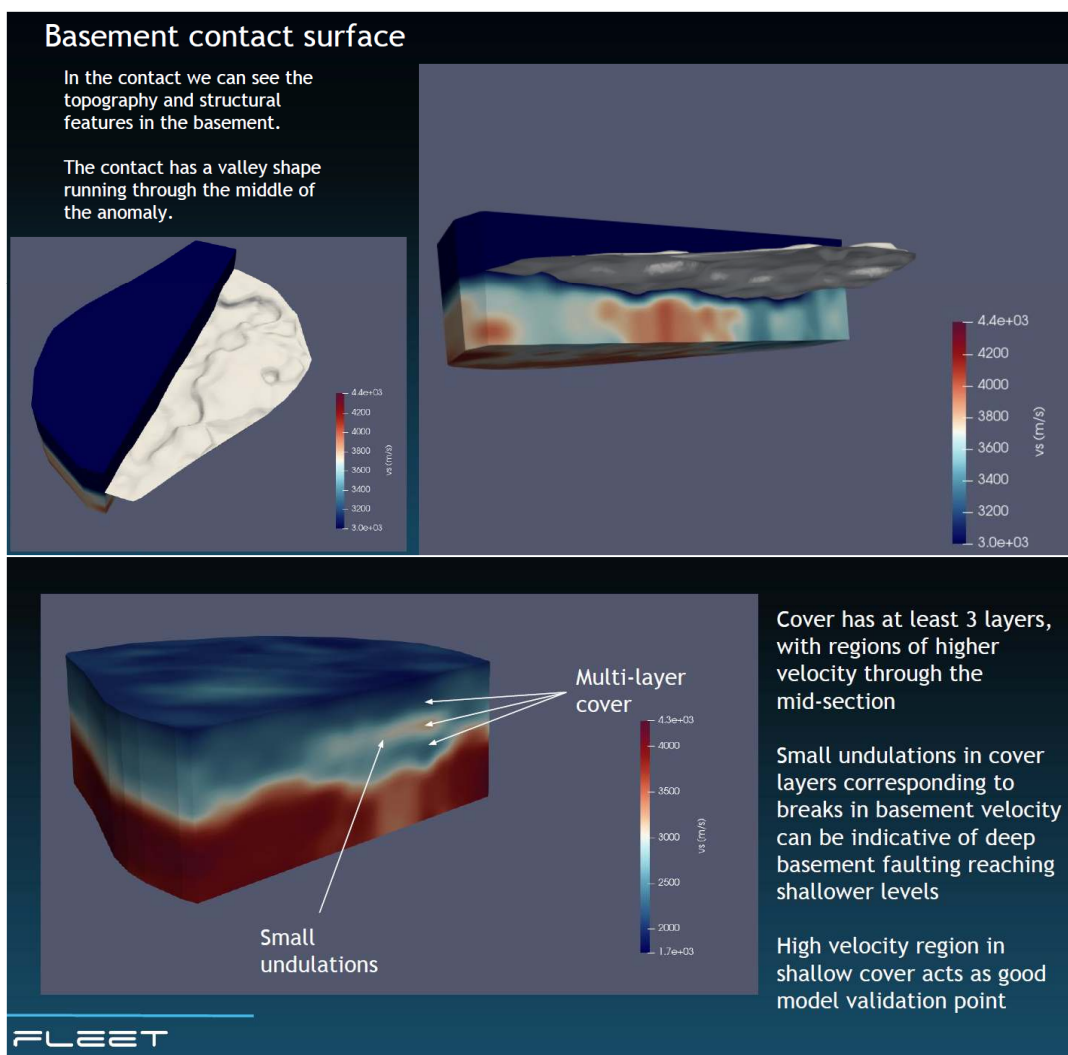 Basement contact surface
In the contact we can see the
topography and structural
features in the basement.
The contact has a valley shape
running through the middle of
the anomaly.
4.4e+03
4200
4000
3800
3600
3400
3200
3.0e+03
vs (m/s)
4.4e+03
4200
4000
3800
3600
3400
3200
3.0e+03
vs (m/s)
Multi-layer
cover
4.3e+03
4000
3500
3000
2500
2000
1.7e+03
vs (m/s)
Small
undulations
Cover has at least 3 layers,
with regions of higher
velocity through the
mid-section
Small undulations in cover
layers corresponding to
breaks in basement velocity
can be indicative of deep
basement faulting reaching
shallower levels
High velocity region in
shallow cover acts as good
model validation point
FLEET